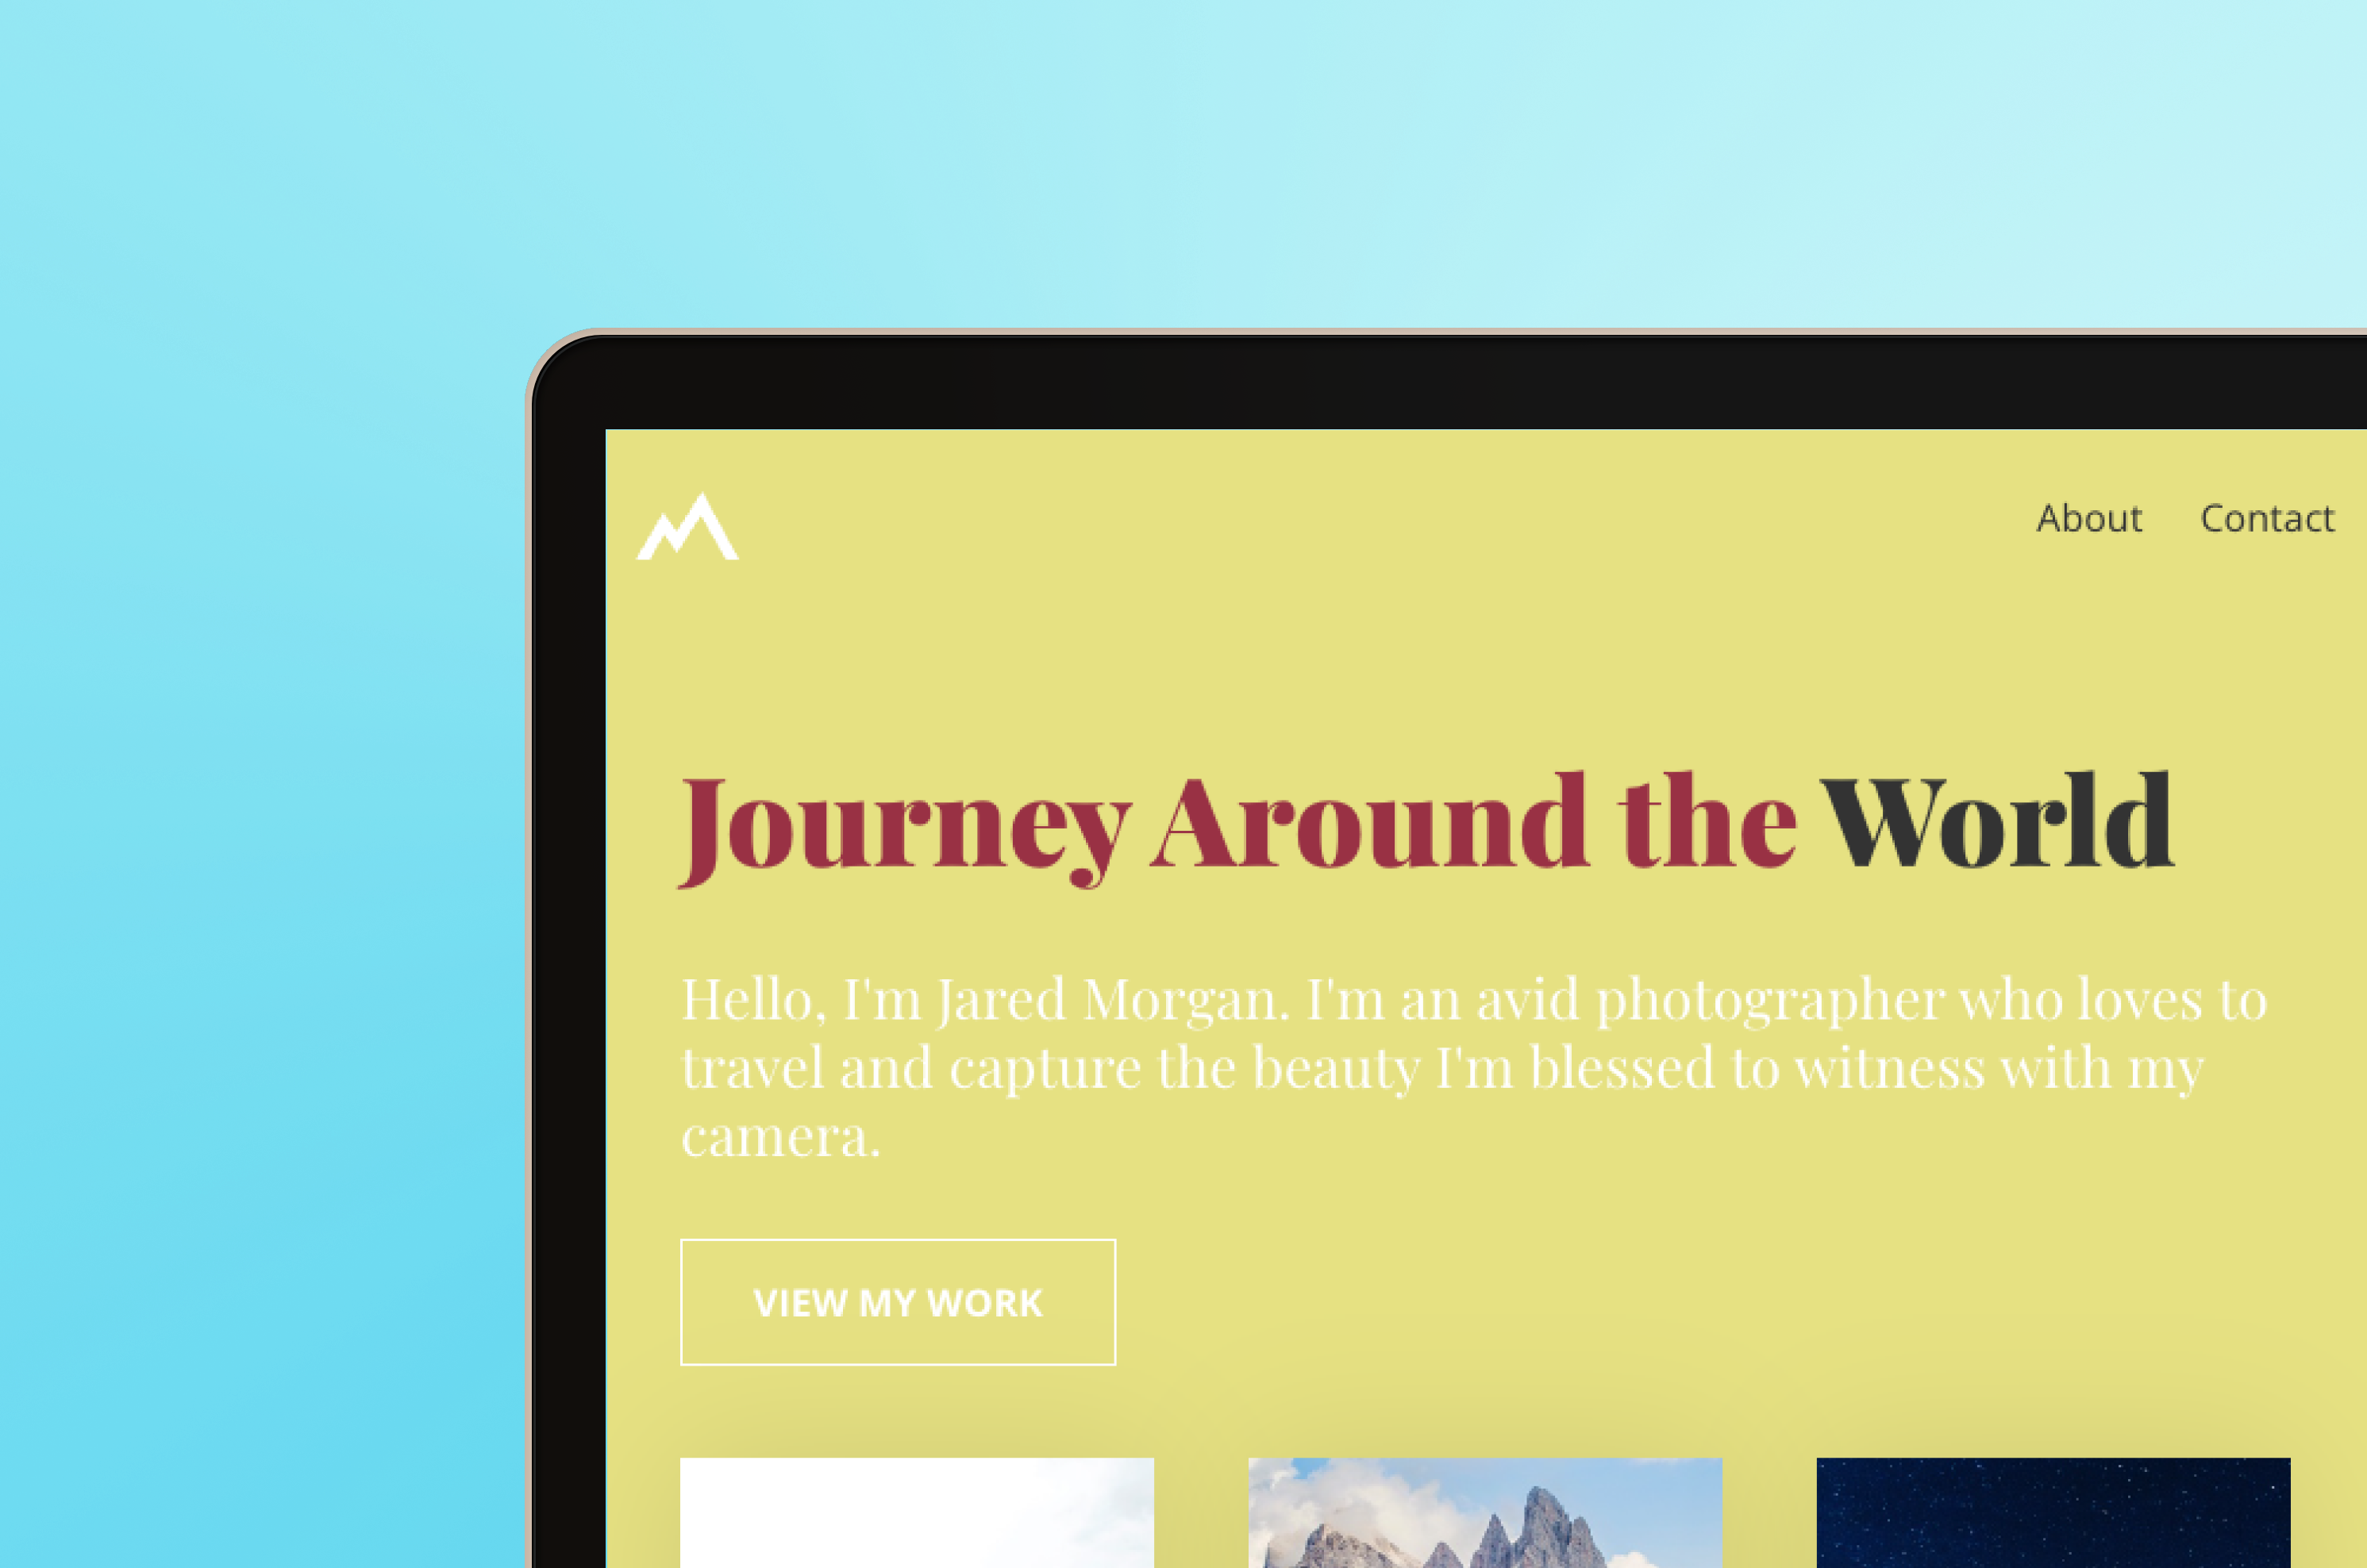 About Contact
Journey Around the World
Hello, I'm Jared Morgan. I'm an avid photographer who loves to
travel and capture the beauty I'm blessed to witness with my
camera.
VIEW MY WORK